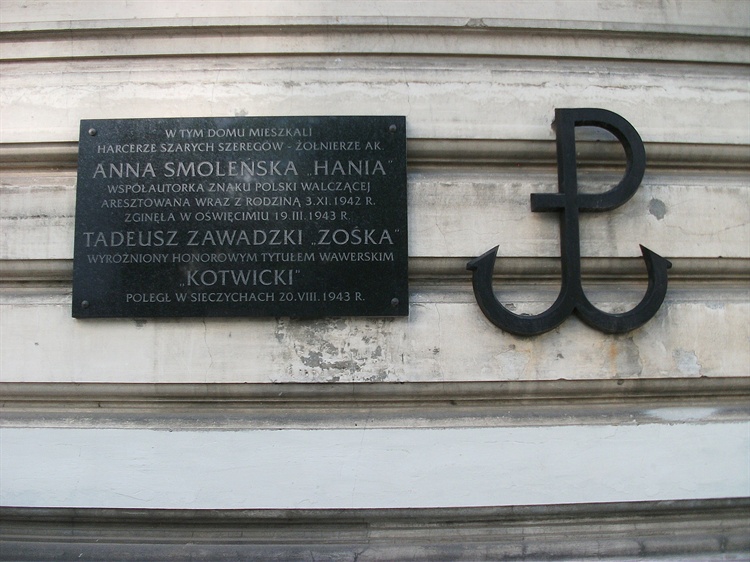 W TYM DOMU MIESZKALI
HARCERZE SZARYCH SZEREGÓW - ŻOŁNIERZE AK.
ANNA SMOLEŃSKA „HANIA"
WSPÓŁAUTORKA ZNAKU POLSKI WALCZĄCEJ
ARESZTOWANA WRAZ Z RODZINĄ 3.XI.1942 R.
ZGINĘŁA W OŚWIĘCIMIU 19.III.1943 R.
TADEUSZ ZAWADZKI „ZOŚKA"
WYRÓŻNIONY HONOROWYM TYTUŁEM WAWERSKIM
„KOTWICKI"
POLEGŁ W SIECZYCHACH 20.VIII.1943 R.